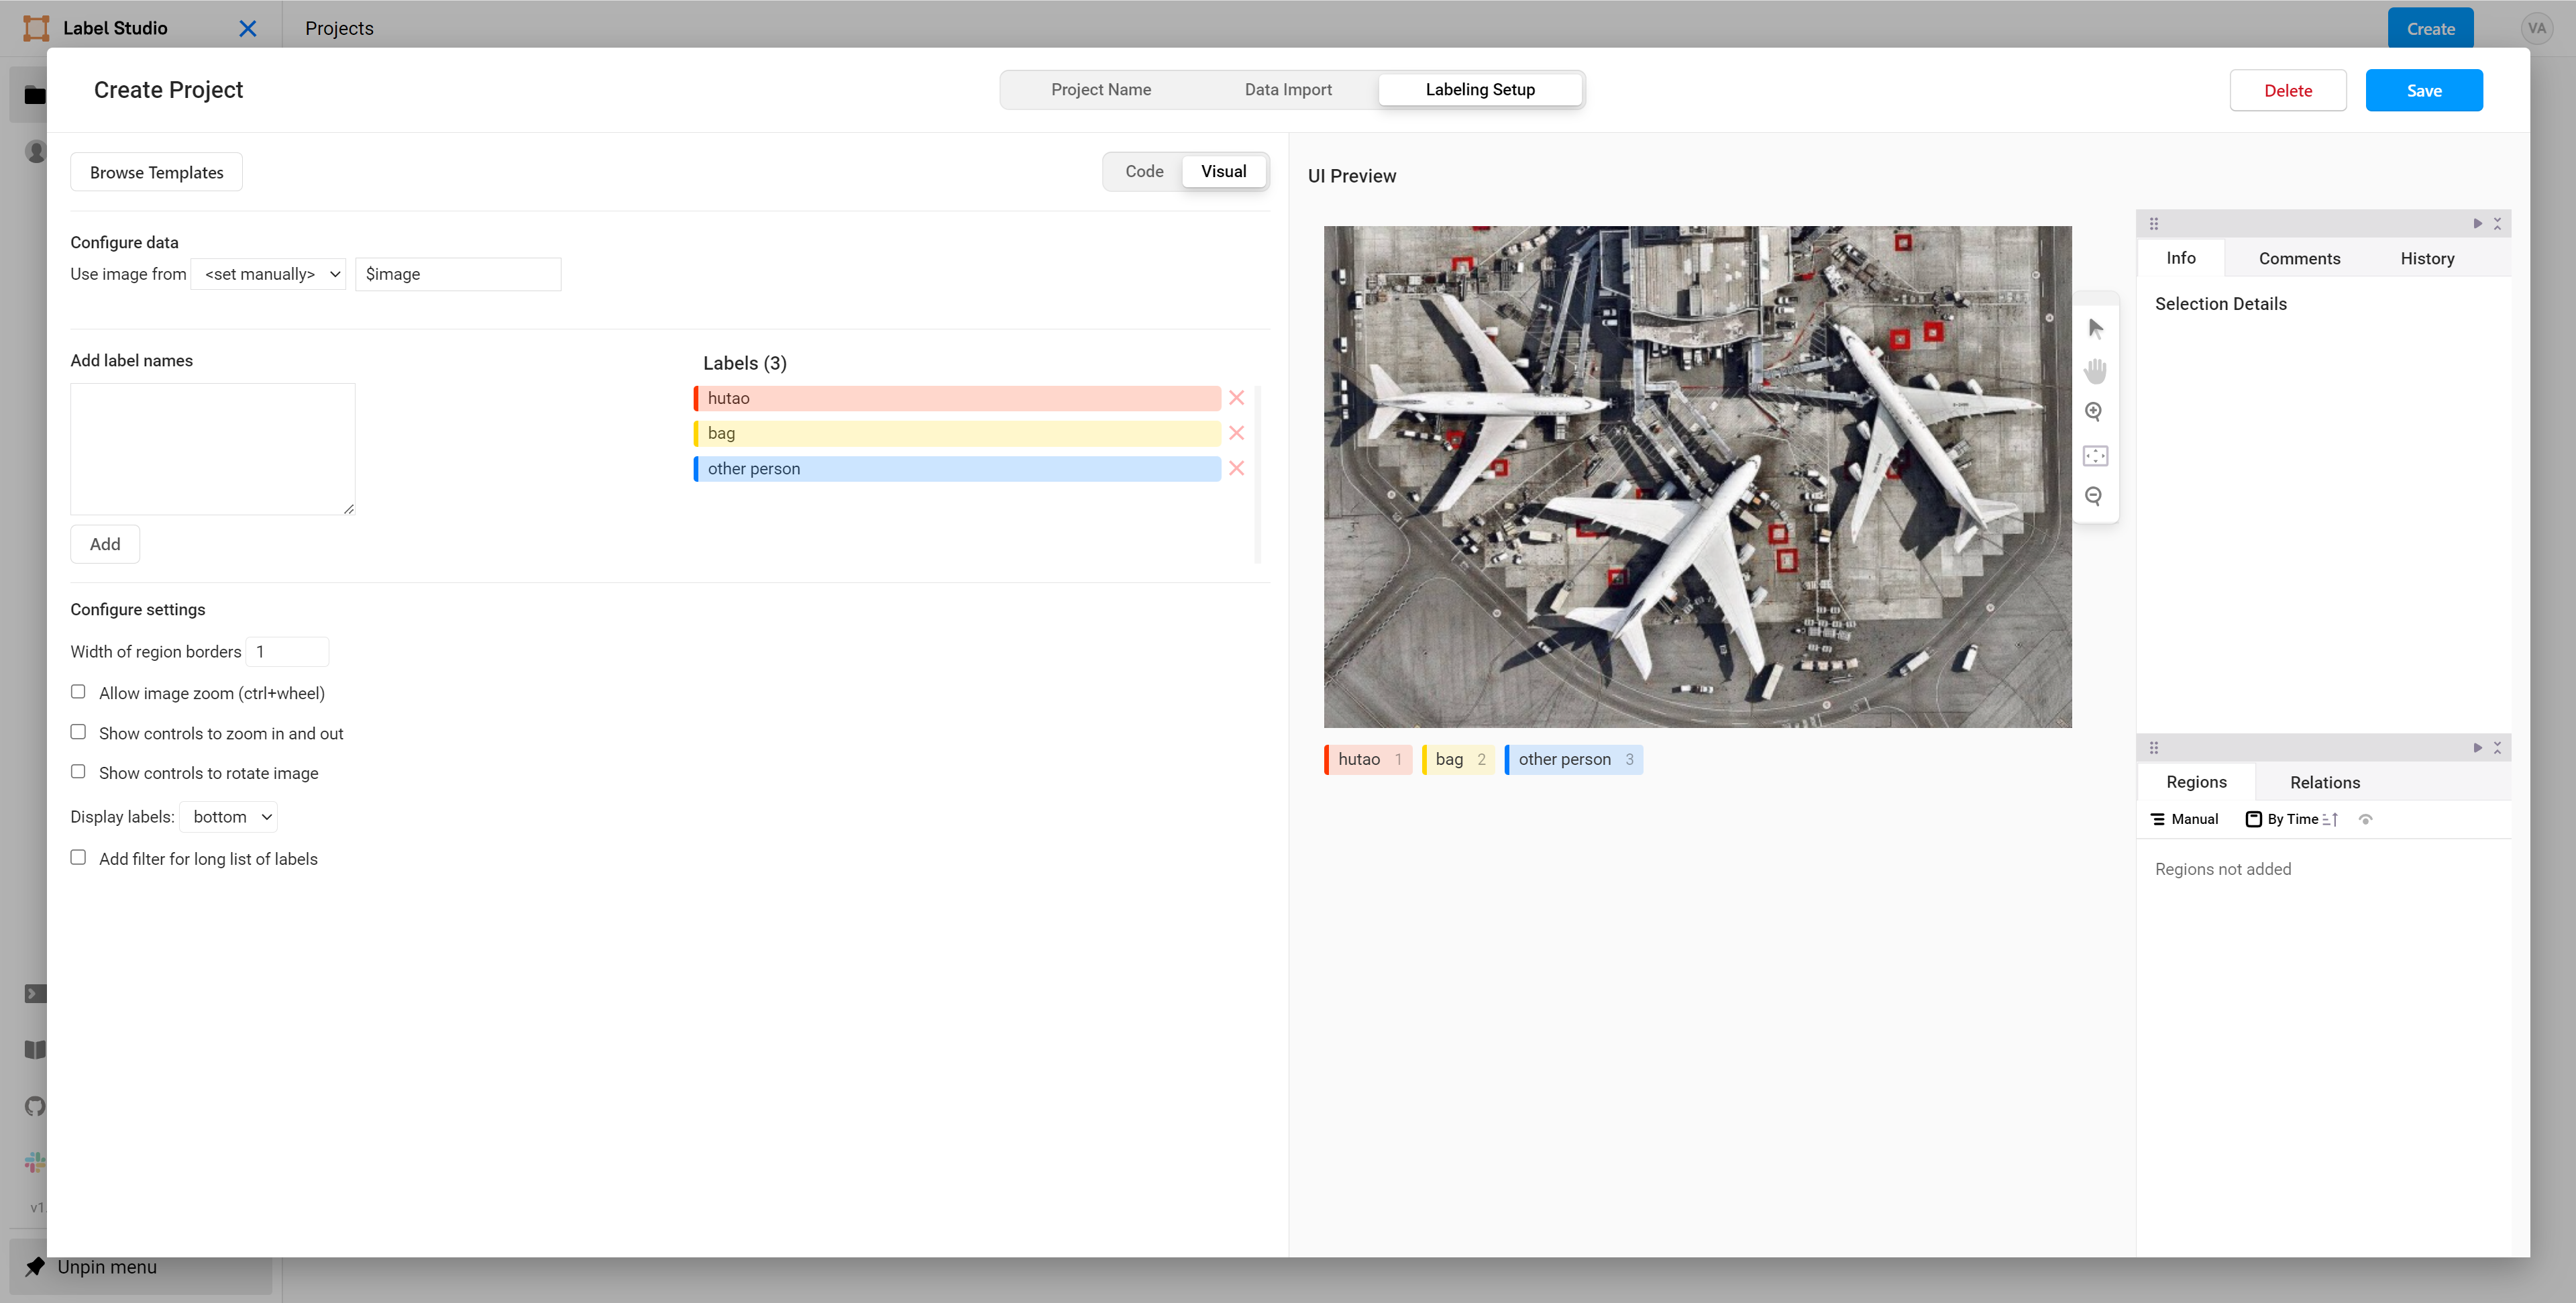 Label Studio
Projects
Create
VA
Create Project
Project Name
Data Import
Labeling Setup
Delete
Save
Browse Templates
Code
Visual
UI Preview
Configure data
Use image from <set manually> $image
Info
Comments
History
Selection Details
Add label names
Labels (3)
hutao
bag
other person
Add
Configure settings
Width of region borders 1
Allow image zoom (ctrl+wheel)
Show controls to zoom in and out
Show controls to rotate image
Display labels: bottom
Add filter for long list of labels
hutao 1
bag 2
other person 3
Regions
Relations
Manual
By Time
Regions not added
v1.
Unpin menu